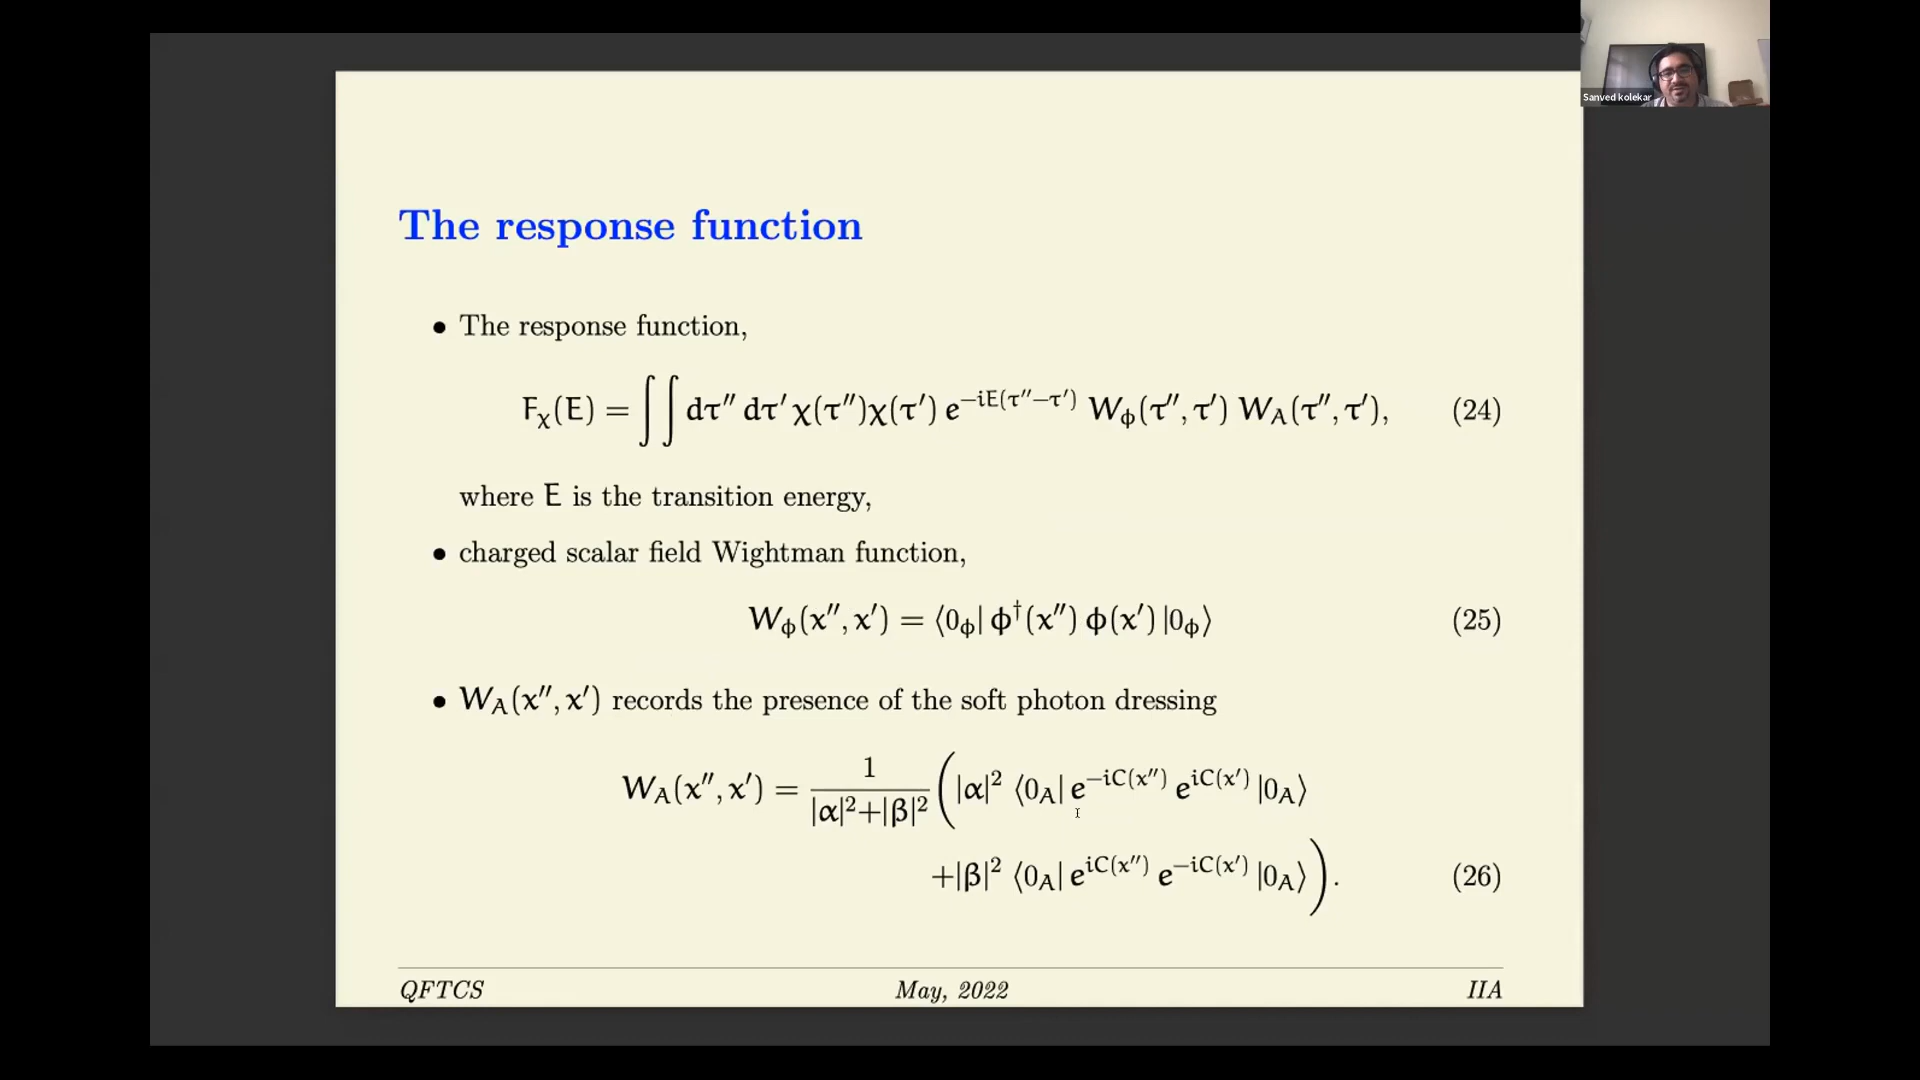 Sanved kolekar
The response function
• The response function,
F_χ(E) = ∫∫ dτ″ dτ′ χ(τ″)χ(τ′) e^{−iE(τ″−τ′)} W_ϕ(τ″, τ′) W_A(τ″, τ′), (24)
where E is the transition energy,
• charged scalar field Wightman function,
W_ϕ(x″, x′) = ⟨0_ϕ| ϕ†(x″) ϕ(x′) |0_ϕ⟩ (25)
• W_A(x″, x′) records the presence of the soft photon dressing
W_A(x″, x′) = 1/(|α|²+|β|²) (|α|² ⟨0_A| e^{−iC(x″)} e^{iC(x′)} |0_A⟩
+|β|² ⟨0_A| e^{iC(x″)} e^{−iC(x′)} |0_A⟩). (26)
QFTCS May, 2022 IIA